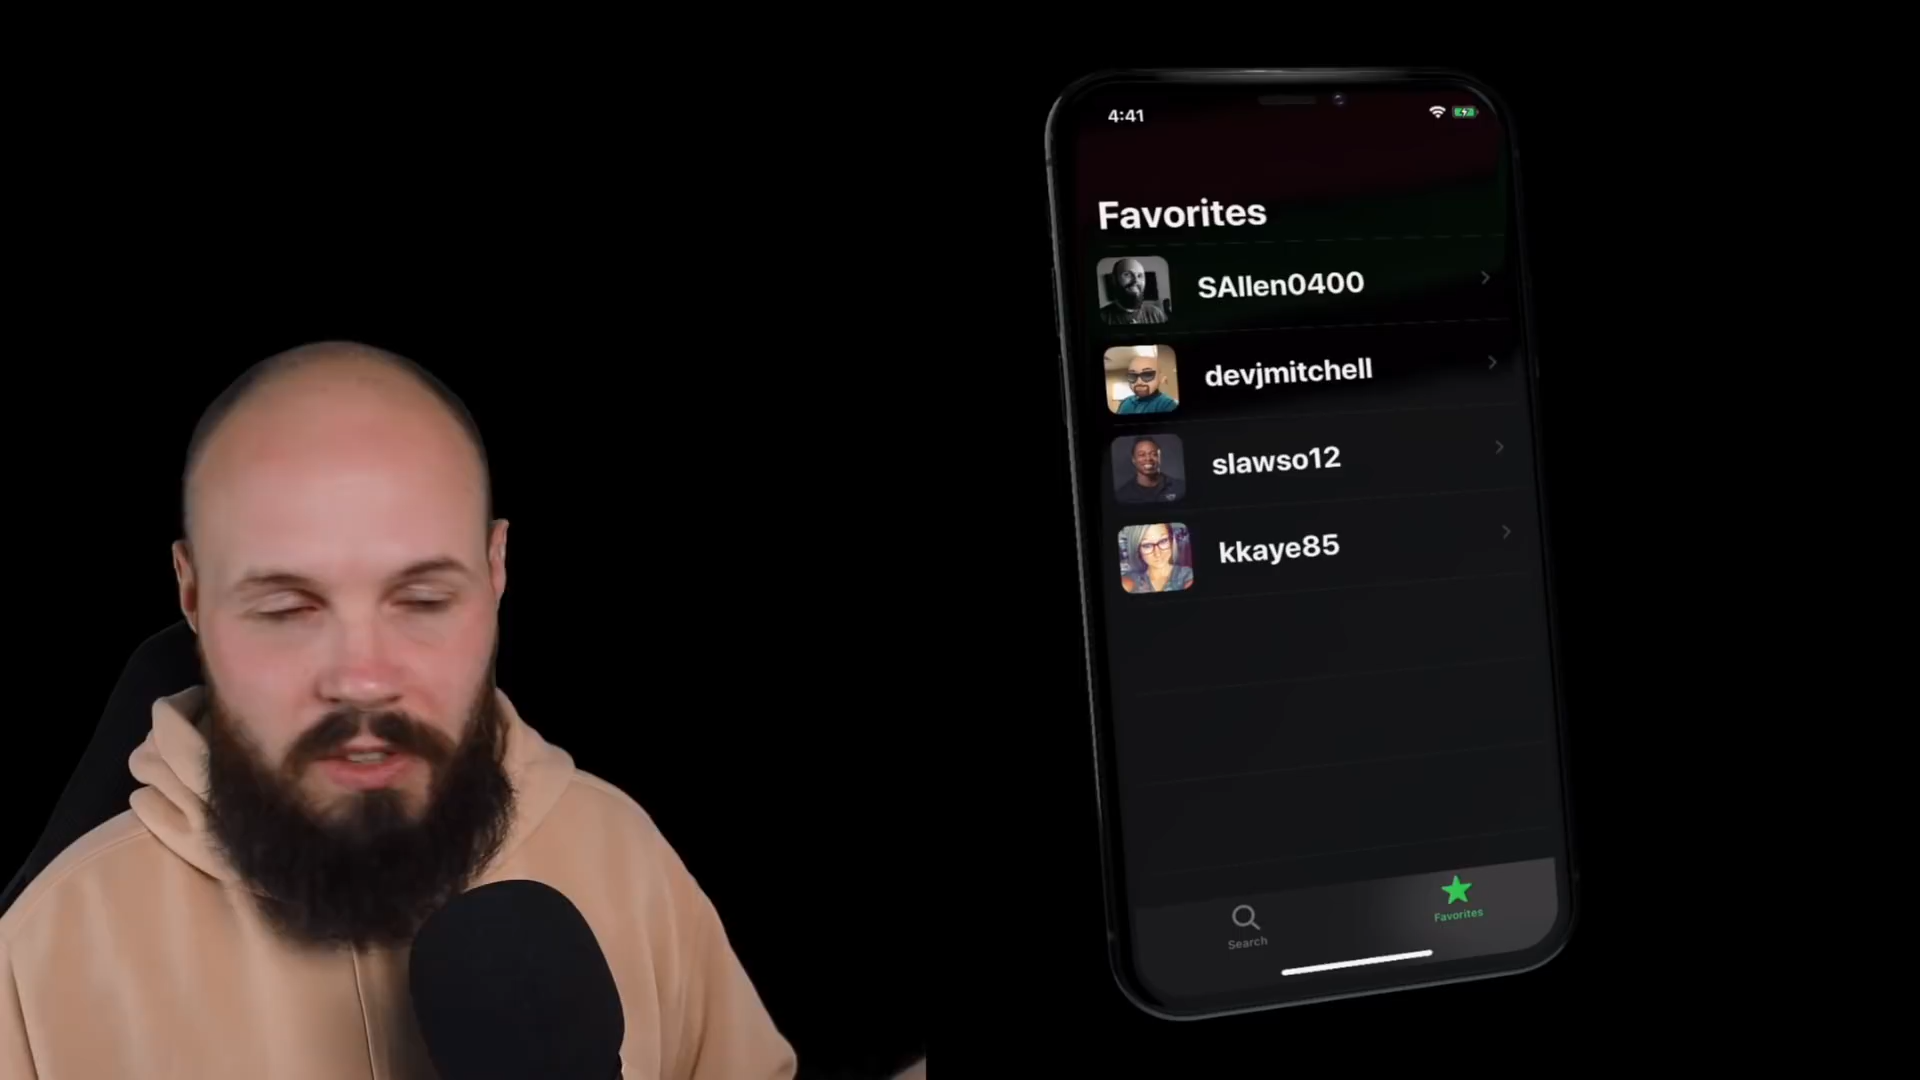 4:41
Favorites
SAllen0400
devjmitchell
slawso12
kkaye85
Search
Favorites